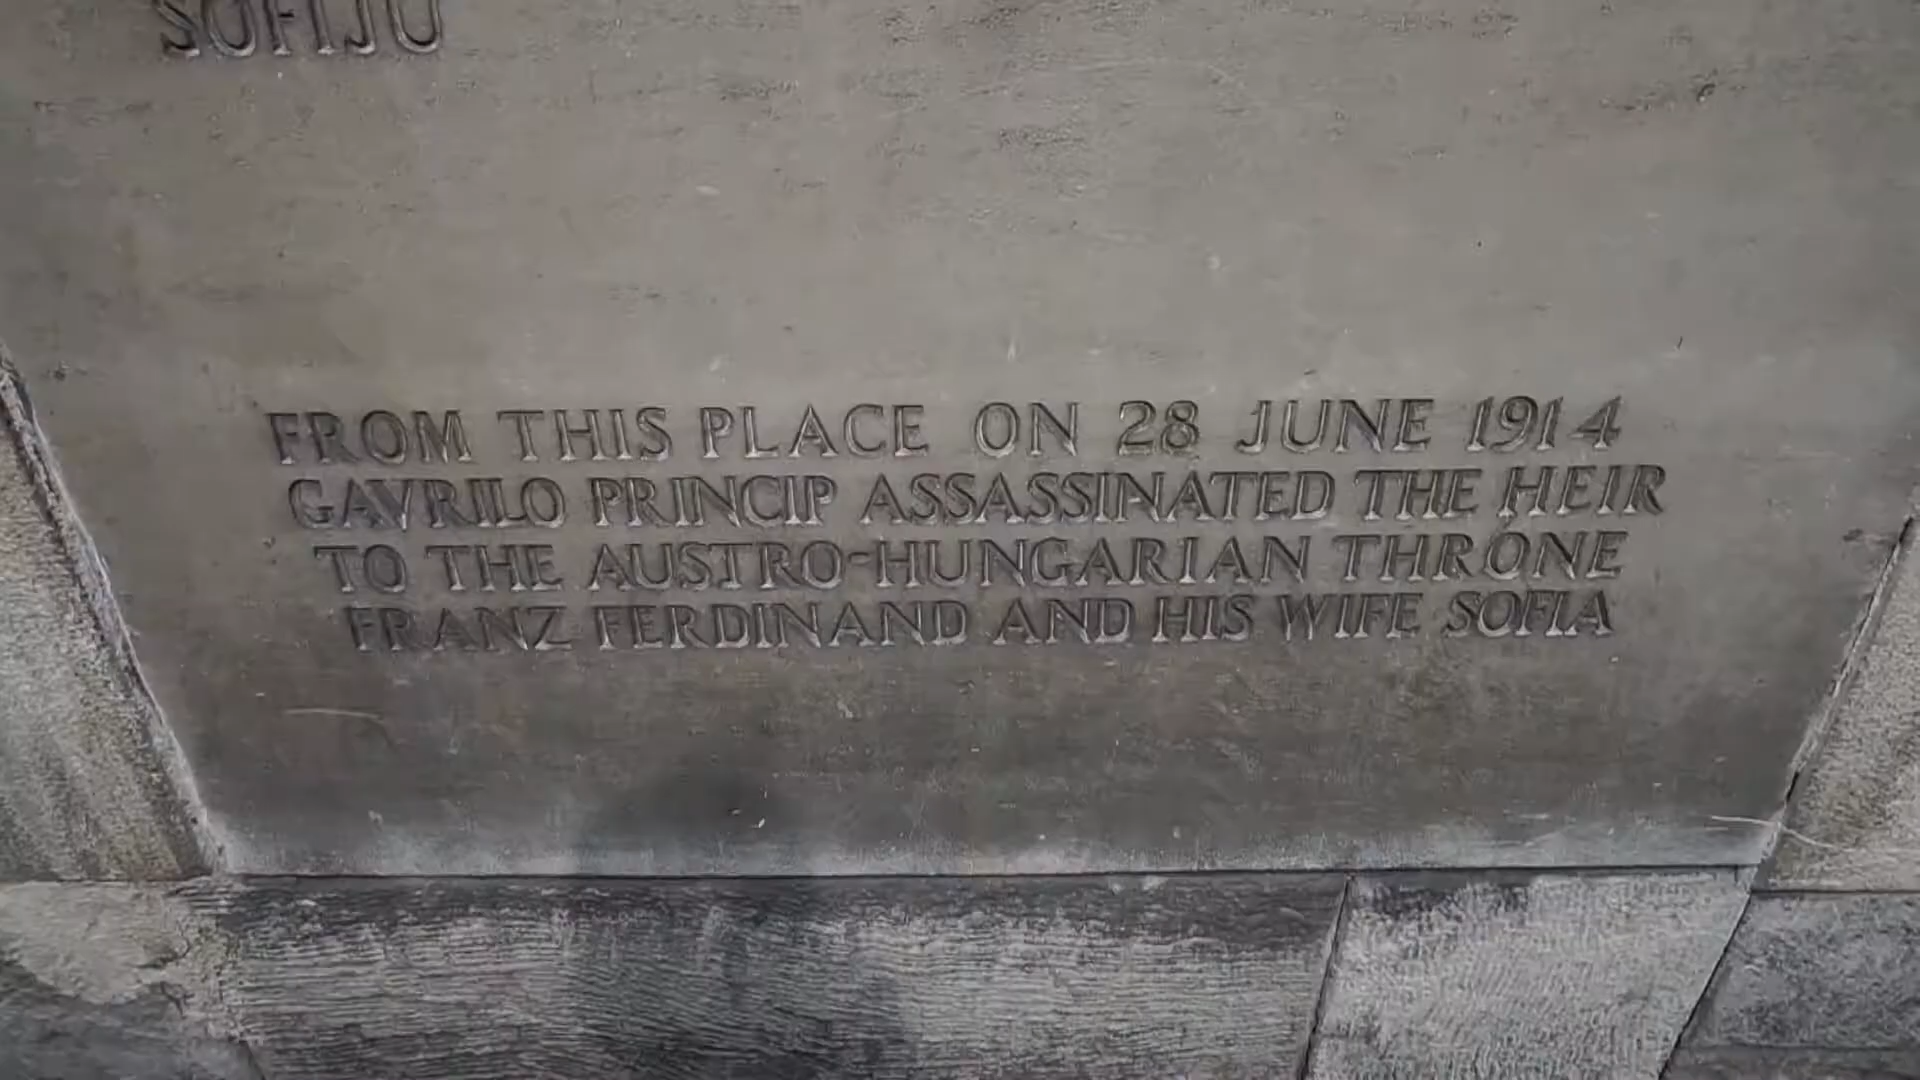 SOFIJU
FROM THIS PLACE ON 28 JUNE 1914
GAVRILO PRINCIP ASSASSINATED THE HEIR
TO THE AUSTRO-HUNGARIAN THRONE
FRANZ FERDINAND AND HIS WIFE SOFIA